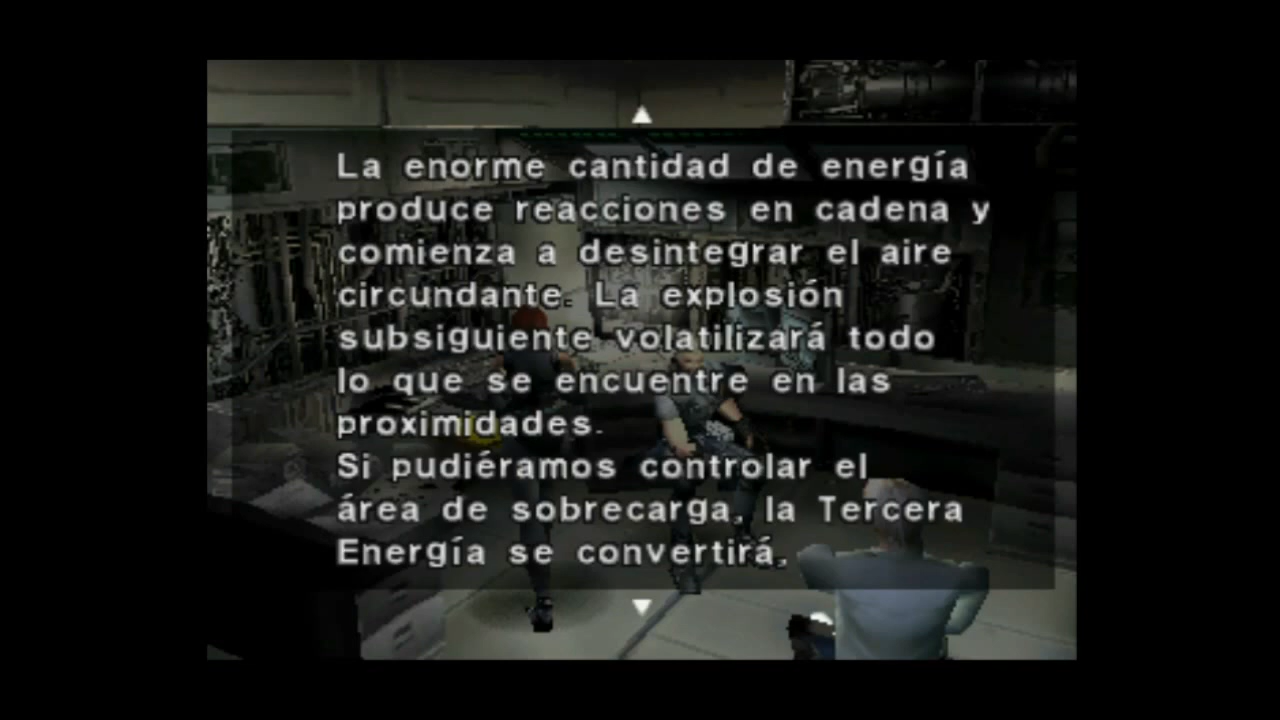 La enorme cantidad de energía
produce reacciones en cadena y
comienza a desintegrar el aire
circundante. La explosión
subsiguiente volatilizará todo
lo que se encuentre en las
proximidades.
Si pudiéramos controlar el
área de sobrecarga, la Tercera
Energía se convertirá,